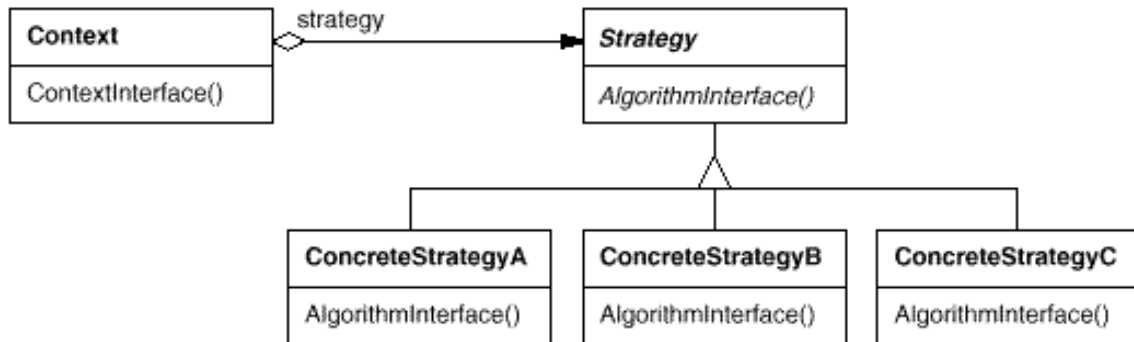 Context
strategy
Strategy
ContextInterface()
AlgorithmInterface()
ConcreteStrategyA
ConcreteStrategyB
ConcreteStrategyC
AlgorithmInterface()
AlgorithmInterface()
AlgorithmInterface()